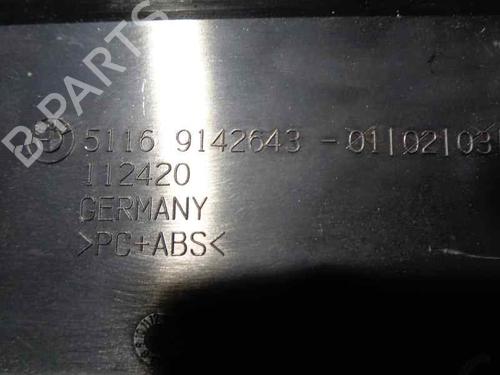 B-PARTS
5116 9142643 - 01|02|03
112420
GERMANY
>PC+ABS<